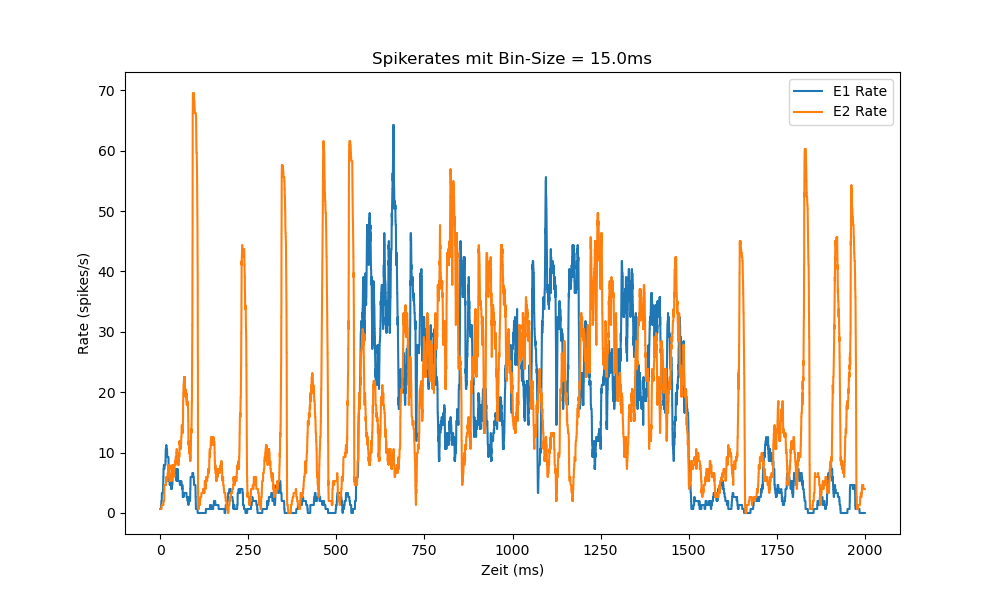 Spikerates mit Bin-Size = 15.0ms
E1 Rate
E2 Rate
Rate (spikes/s)
70
60
50
40
30
20
10
0
0 250 500 750 1000 1250 1500 1750 2000
Zeit (ms)